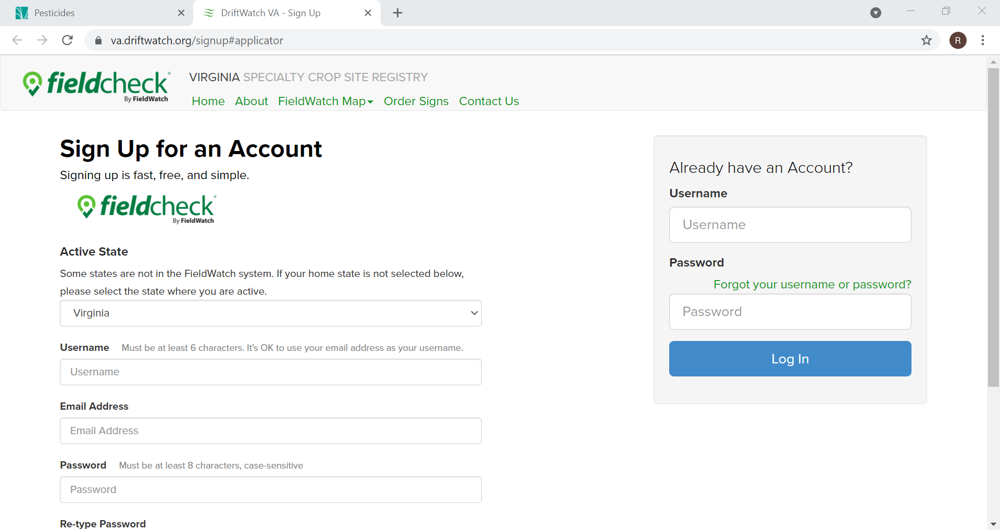 Pesticides
DriftWatch VA - Sign Up
va.driftwatch.org/signup#applicator
R
fieldcheck®
By FieldWatch
VIRGINIA SPECIALTY CROP SITE REGISTRY
Home About FieldWatch Map Order Signs Contact Us
Sign Up for an Account
Signing up is fast, free, and simple.
fieldcheck®
By FieldWatch
Active State
Some states are not in the FieldWatch system. If your home state is not selected below,
please select the state where you are active.
Virginia
Username Must be at least 6 characters. It's OK to use your email address as your username.
Username
Email Address
Email Address
Password Must be at least 8 characters, case-sensitive
Password
Re-type Password
Already have an Account?
Username
Username
Password
Forgot your username or password?
Password
Log In